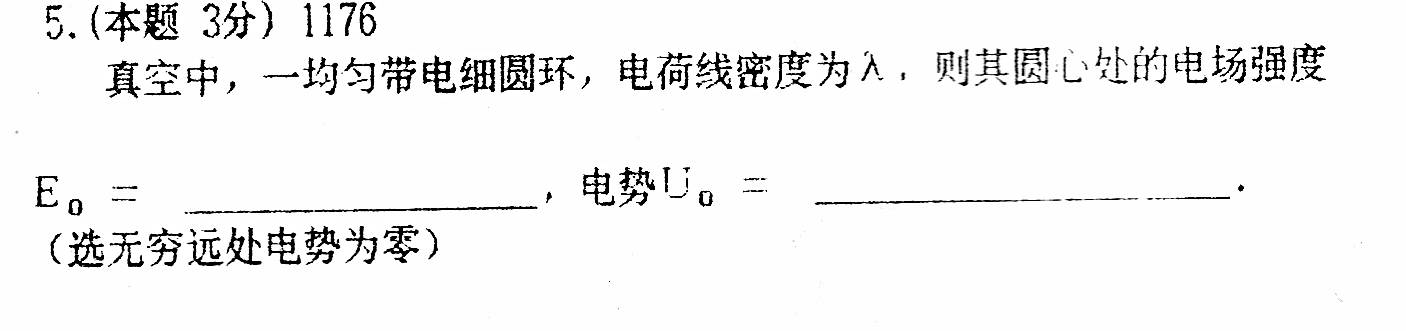 5.(本题 3分) 1176
真空中，一均匀带电细圆环，电荷线密度为λ，则其圆心处的电场强度
E₀ = ____________，电势U₀ = ______________.
（选无穷远处电势为零）